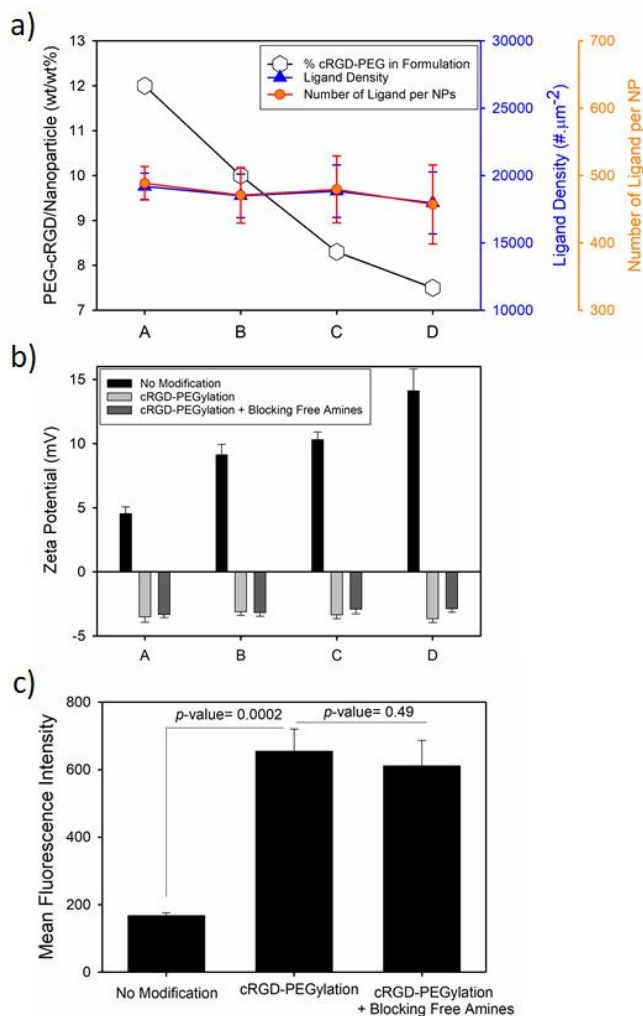 a)
PEG-cRGD/Nanoparticle (wt/wt%)
13
12
11
10
9
8
7
% cRGD-PEG in Formulation
Ligand Density
Number of Ligand per NPs
A B C D
30000
25000
20000
15000
10000
Ligand Density (#.μm⁻²)
700
600
500
400
300
Number of Ligand per NP
b)
Zeta Potential (mV)
15
10
5
0
-5
No Modification
cRGD-PEGylation
cRGD-PEGylation + Blocking Free Amines
A B C D
c)
Mean Fluorescence Intensity
800
600
400
200
0
p-value= 0.0002
p-value= 0.49
No Modification
cRGD-PEGylation
cRGD-PEGylation
+ Blocking Free Amines